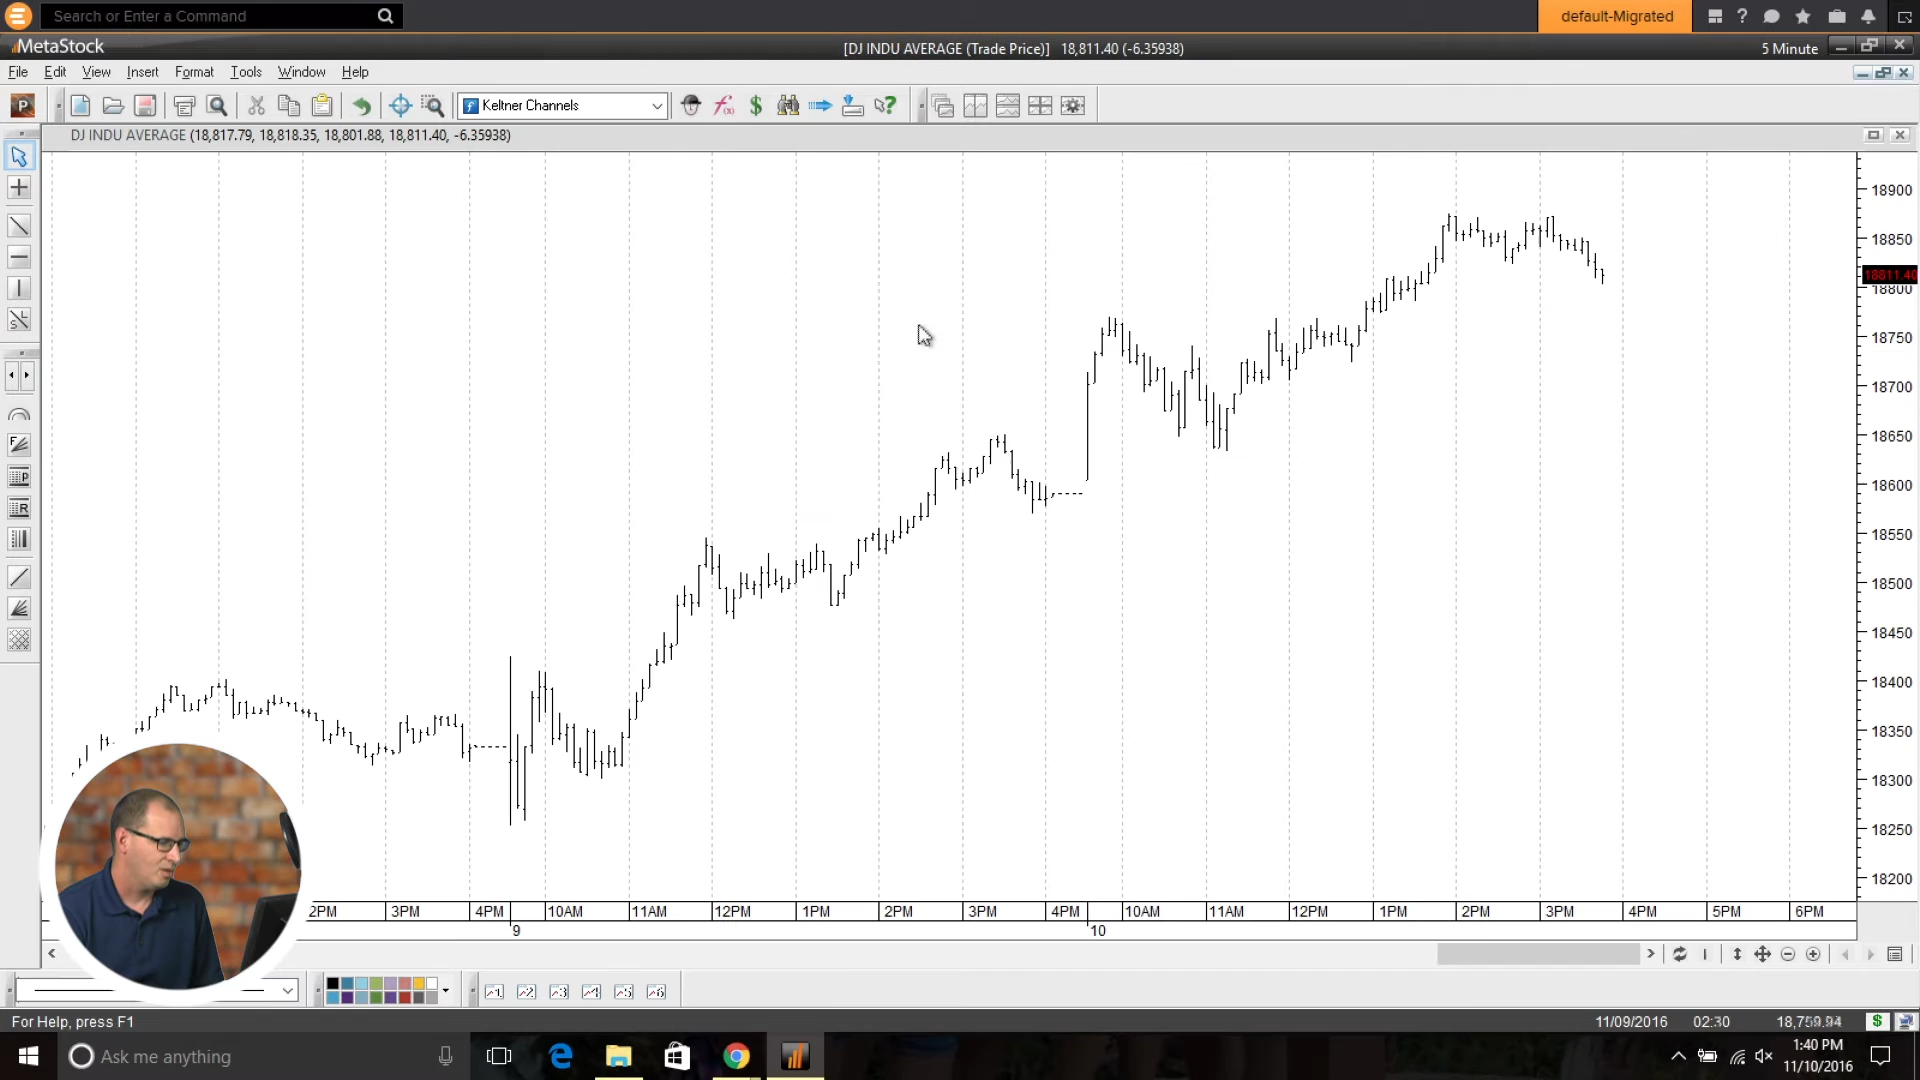 Search or Enter a Command
default-Migrated
MetaStock
[DJ INDU AVERAGE (Trade Price)] 18,811.40 (-6.35938)
5 Minute
File Edit View Insert Format Tools Window Help
P
Keltner Channels
DJ INDU AVERAGE (18,817.79, 18,818.35, 18,801.88, 18,811.40, -6.35938)
18900
18850
18811.40
18800
18750
18700
18650
18600
18550
18500
18450
18400
18350
18300
18250
18200
2PM 3PM 4PM 10AM 11AM 12PM 1PM 2PM 3PM 4PM 10AM 11AM 12PM 1PM 2PM 3PM 4PM 5PM 6PM
9 10
For Help, press F1
11/09/2016 02:30 18,759.94
Ask me anything
1:40 PM
11/10/2016